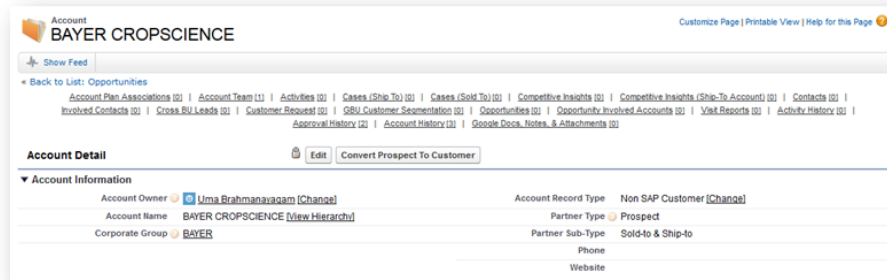 Account
BAYER CROPSCIENCE
Customize Page | Printable View | Help for this Page
Show Feed
« Back to List: Opportunities
Account Plan Associations [0] | Account Team [1] | Activities [0] | Cases (Ship To) [0] | Cases (Sold To) [0] | Competitive Insights [0] | Competitive Insights (Ship-To Account) [0] | Contacts [0] |
Involved Contacts [0] | Cross BU Leads [0] | Customer Request [0] | GBU Customer Segmentation [0] | Opportunities [0] | Opportunity Involved Accounts [0] | Visit Reports [0] | Activity History [0] |
Approval History [2] | Account History [3] | Google Docs, Notes, & Attachments [0]
Account Detail
Edit
Convert Prospect To Customer
Account Information
Account Owner Uma Brahmanayagam [Change]
Account Record Type Non SAP Customer [Change]
Account Name BAYER CROPSCIENCE [View Hierarchy]
Partner Type Prospect
Corporate Group BAYER
Partner Sub-Type Sold-to & Ship-to
Phone
Website